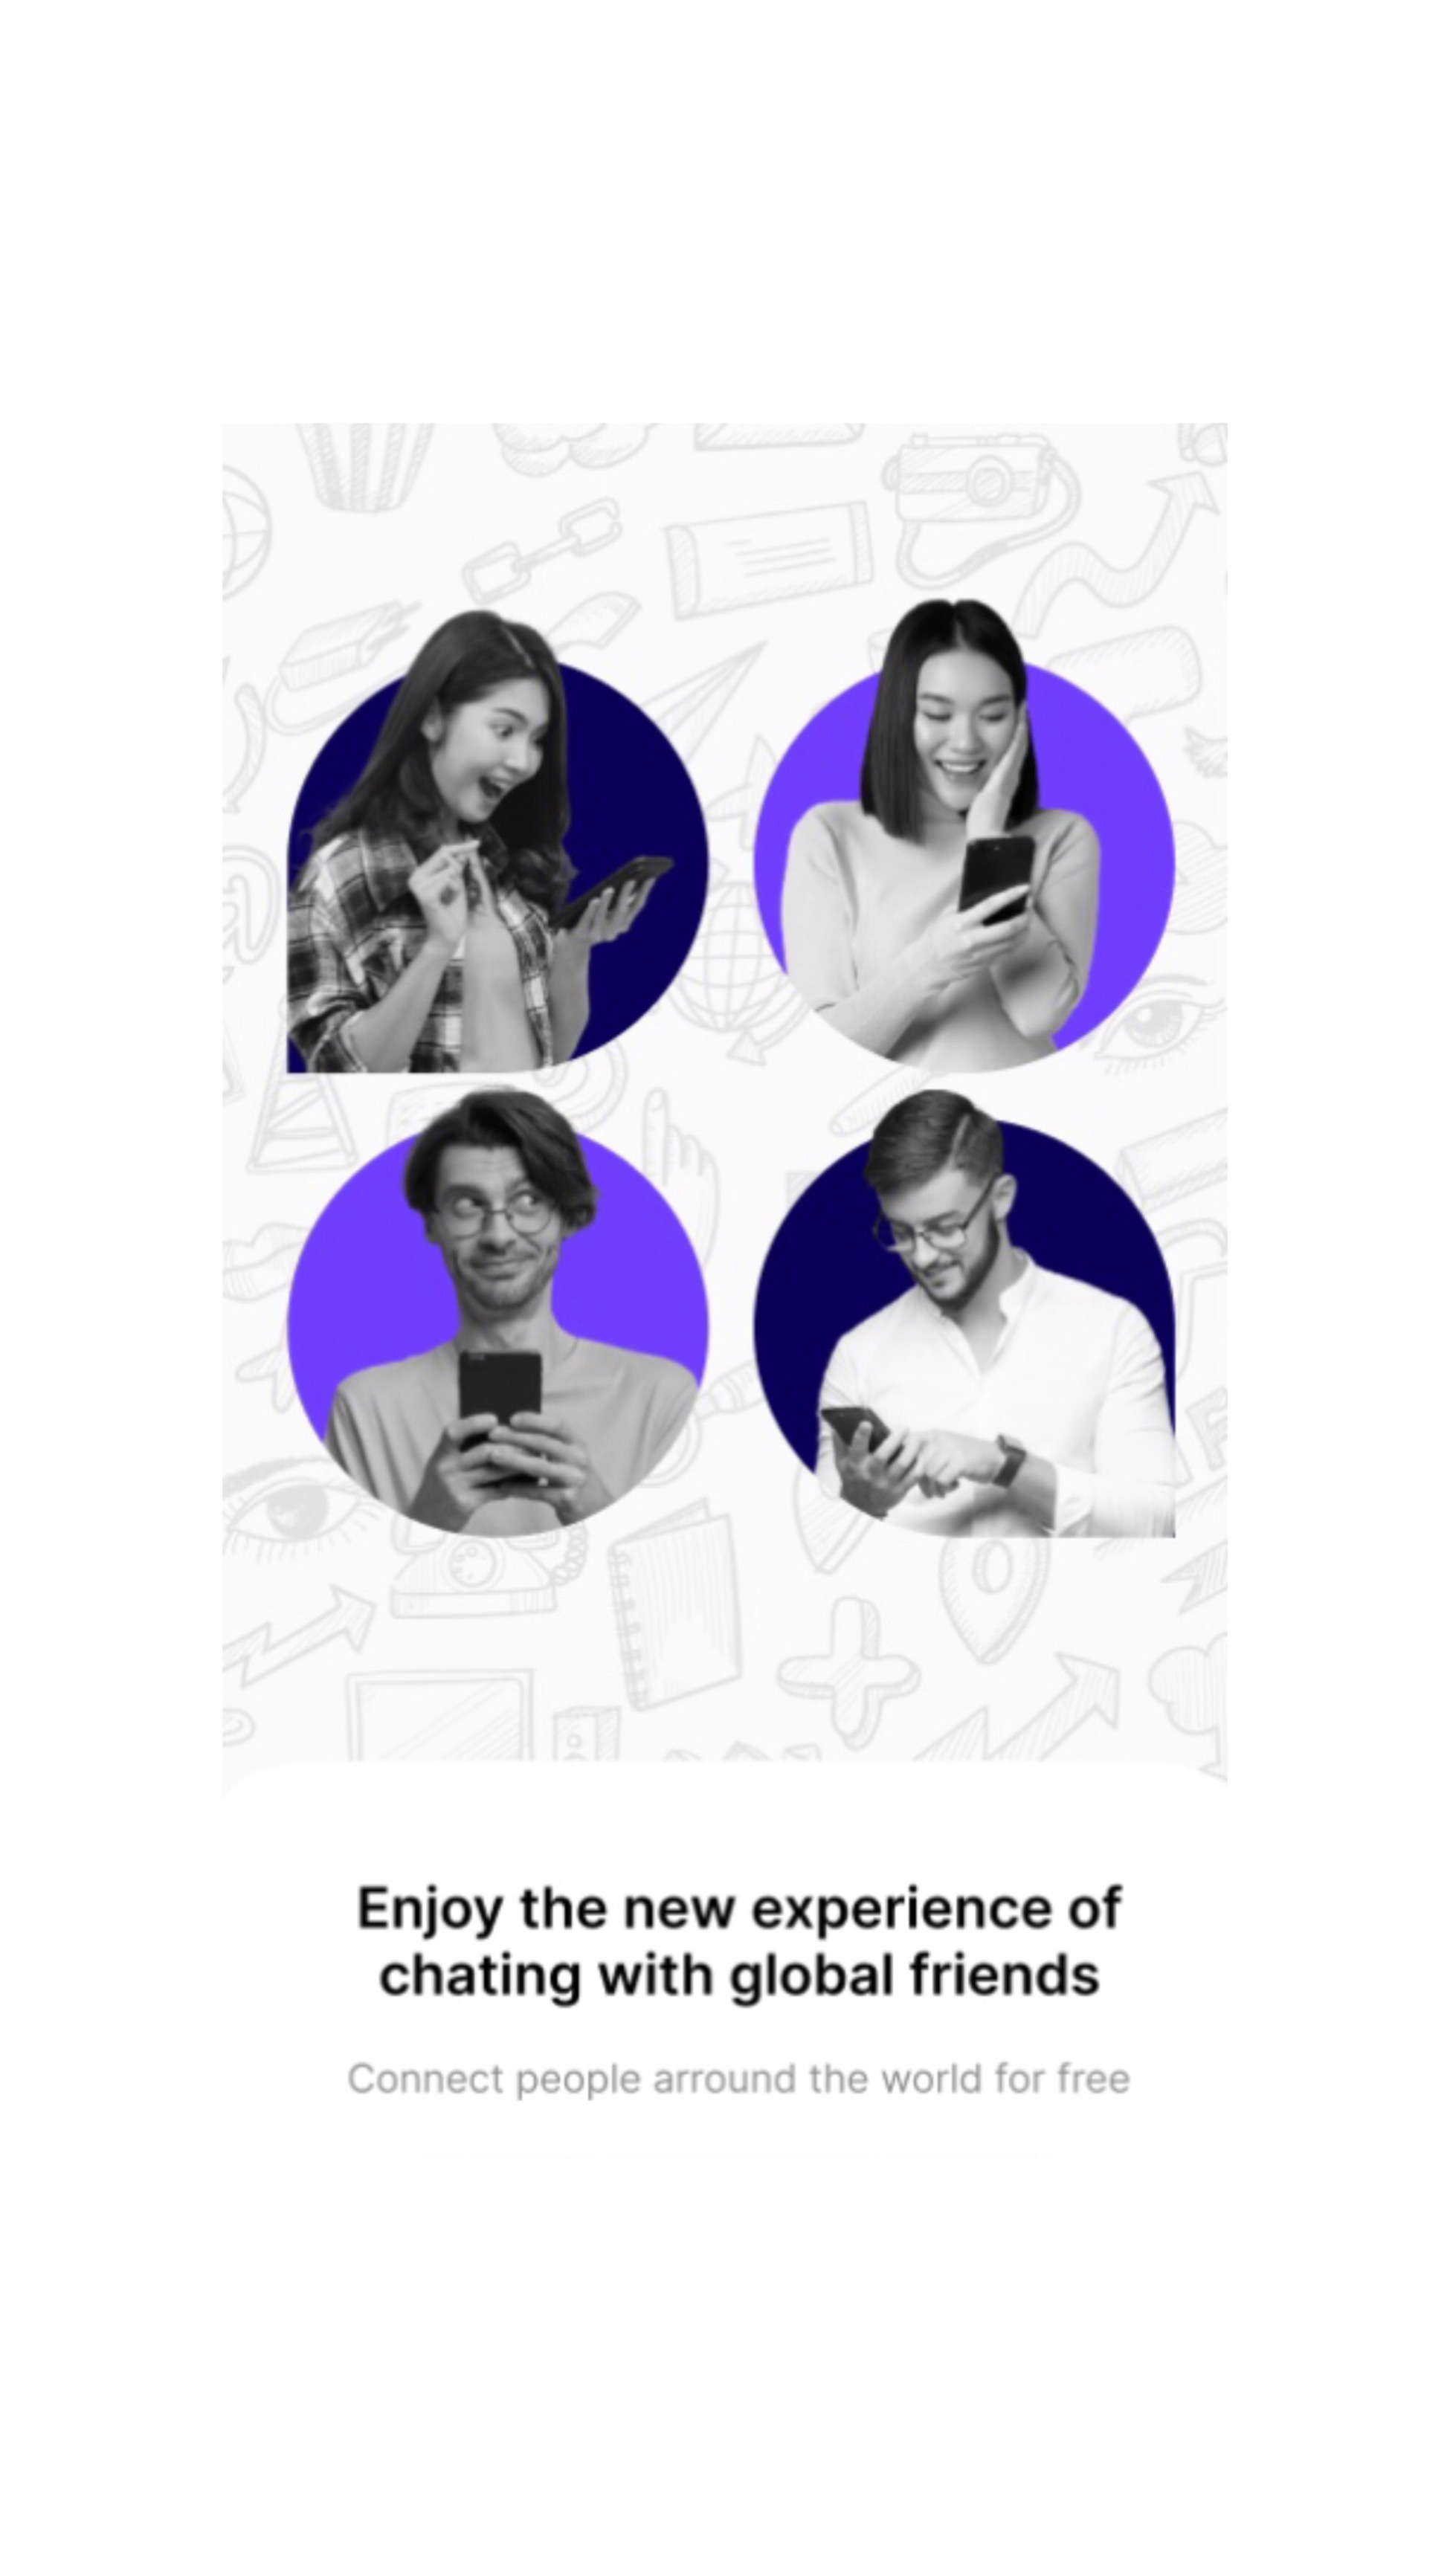 Enjoy the new experience of
chating with global friends
Connect people arround the world for free